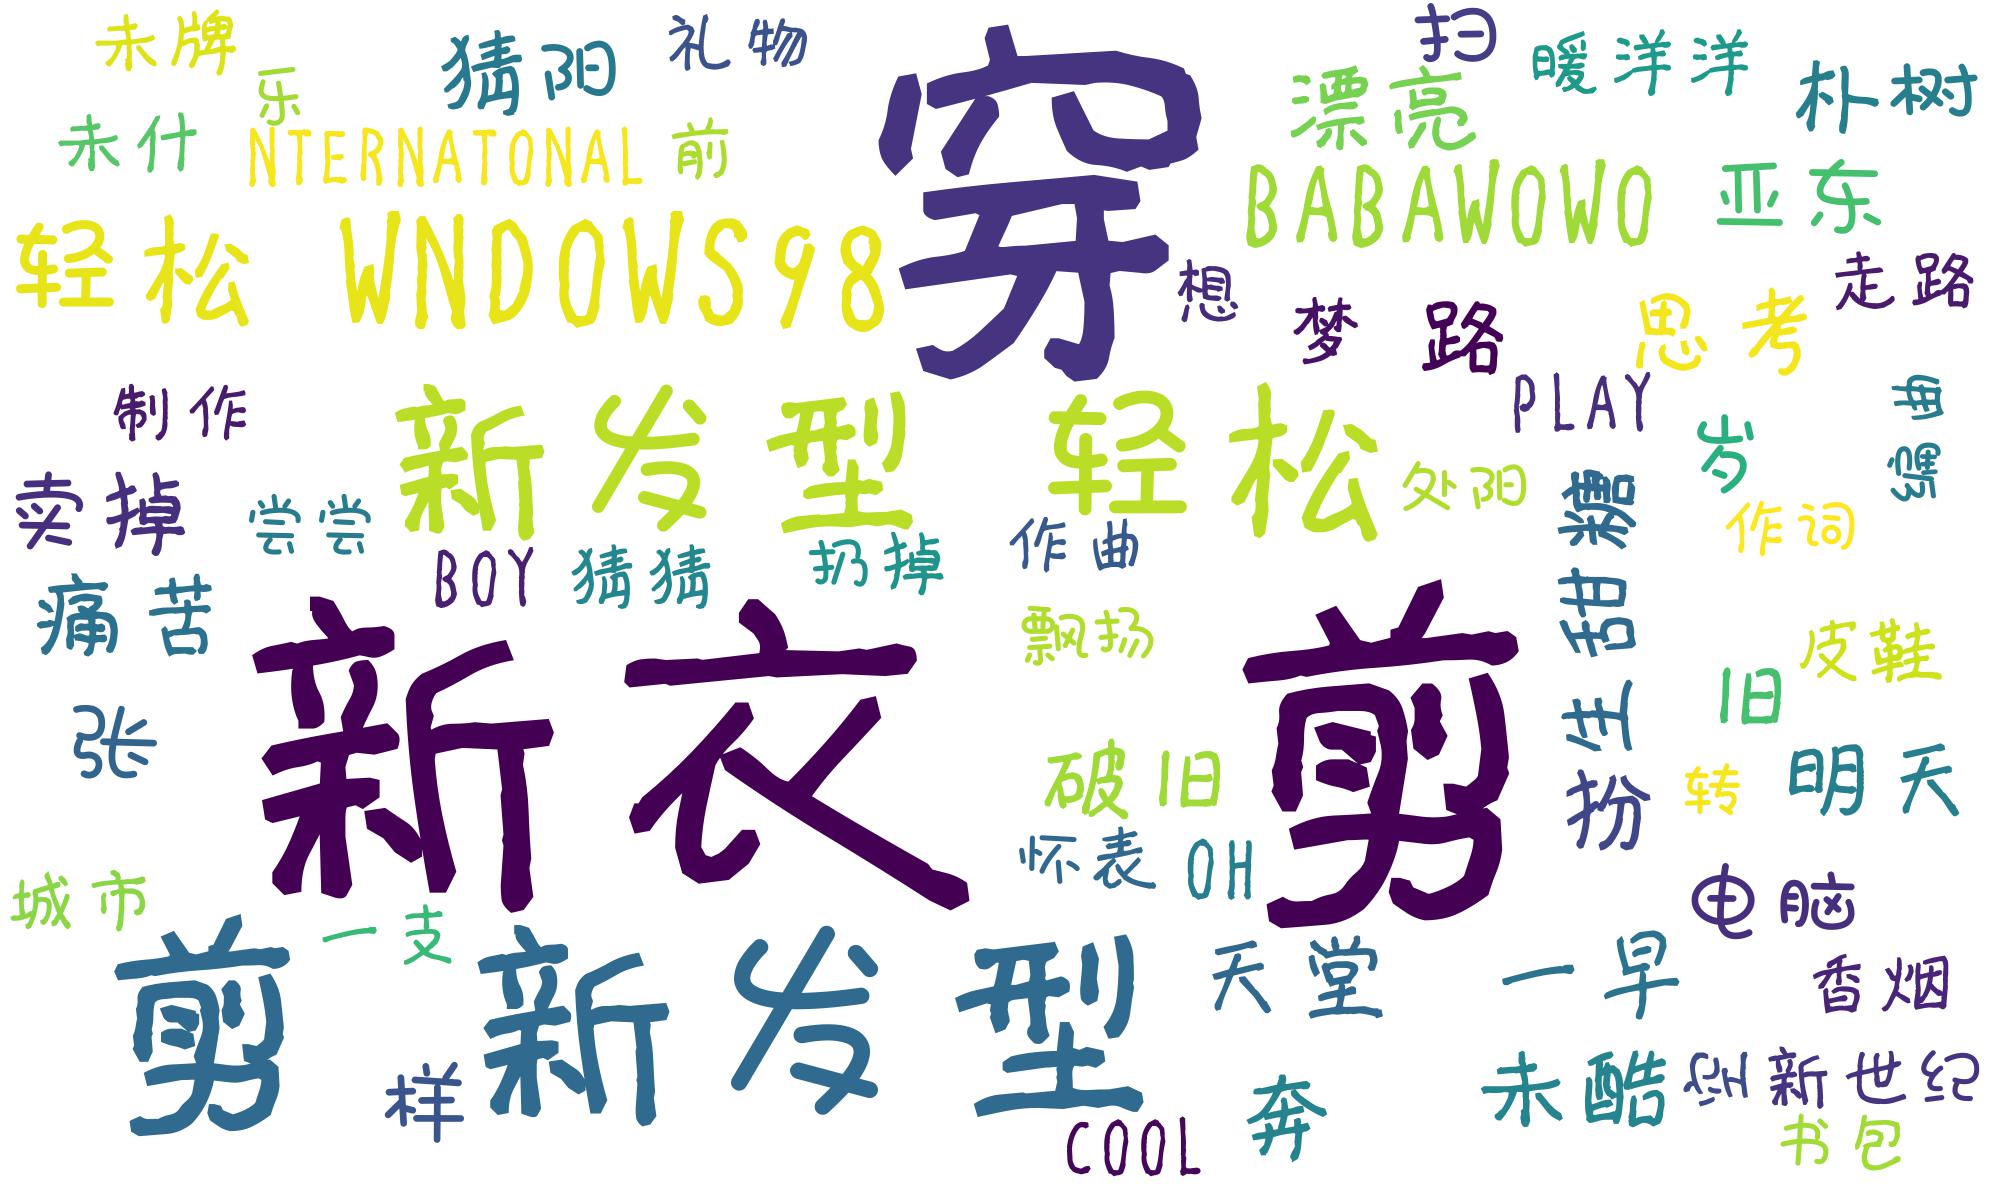 未牌
猜阳
礼物
扫
暖洋洋
乐
穿
漂亮
朴树
未什
NTERNATONAL
前
BABAWOWO
亚东
轻松
WNDOWS98
想
走路
梦
路
思考
制作
新发型
轻松
PLAY
岁
卖掉
尝尝
处阳
作词
BOY
猜猜
扔掉
作曲
甜糖
痛苦
新衣
飘扬
剪
皮鞋
张
生
旧
破旧
扮
转
明天
怀表
OH
城市
一支
电脑
剪
新发型
天堂
一早
香烟
样
未酷
新世纪
COOL
奔
书包